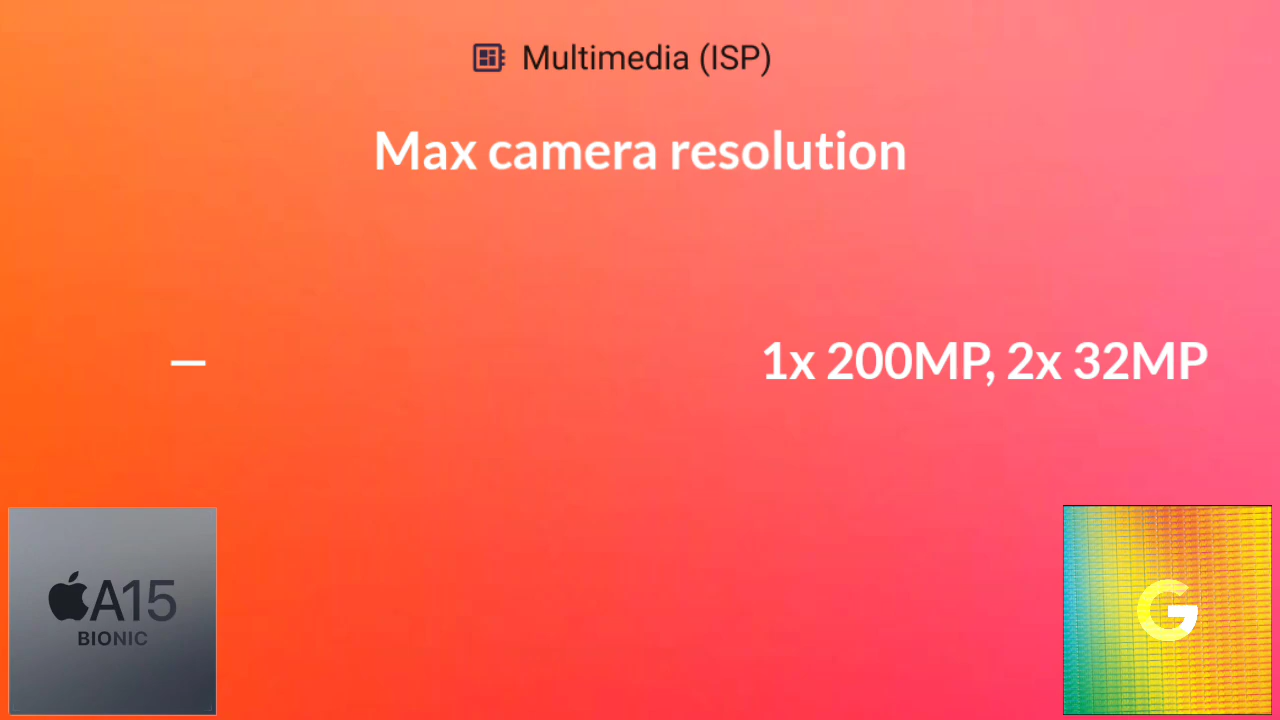 Multimedia (ISP)
Max camera resolution
—
1x 200MP, 2x 32MP
A15
BIONIC
G